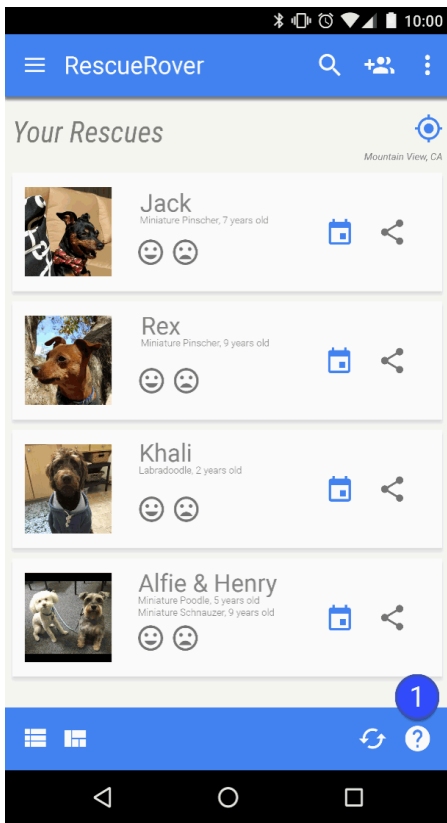 10:00
RescueRover
Your Rescues
Mountain View, CA
Jack
Miniature Pinscher, 7 years old
Rex
Miniature Pinscher, 9 years old
Khali
Labradoodle, 2 years old
Alfie & Henry
Miniature Poodle, 5 years old
Miniature Schnauzer, 9 years old
1
?